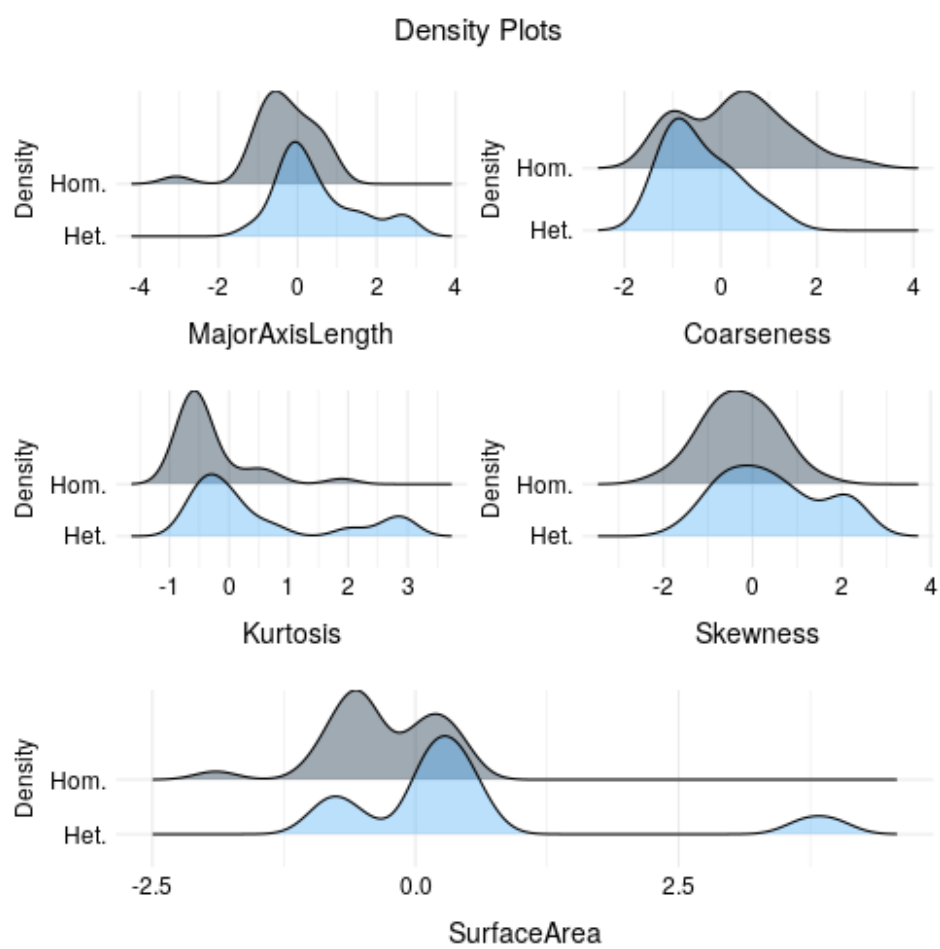 Density Plots
Density
Hom.
Het.
-4 -2 0 2 4
MajorAxisLength
Density
Hom.
Het.
-2 0 2 4
Coarseness
Density
Hom.
Het.
-1 0 1 2 3
Kurtosis
Density
Hom.
Het.
-2 0 2 4
Skewness
Density
Hom.
Het.
-2.5 0.0 2.5
SurfaceArea